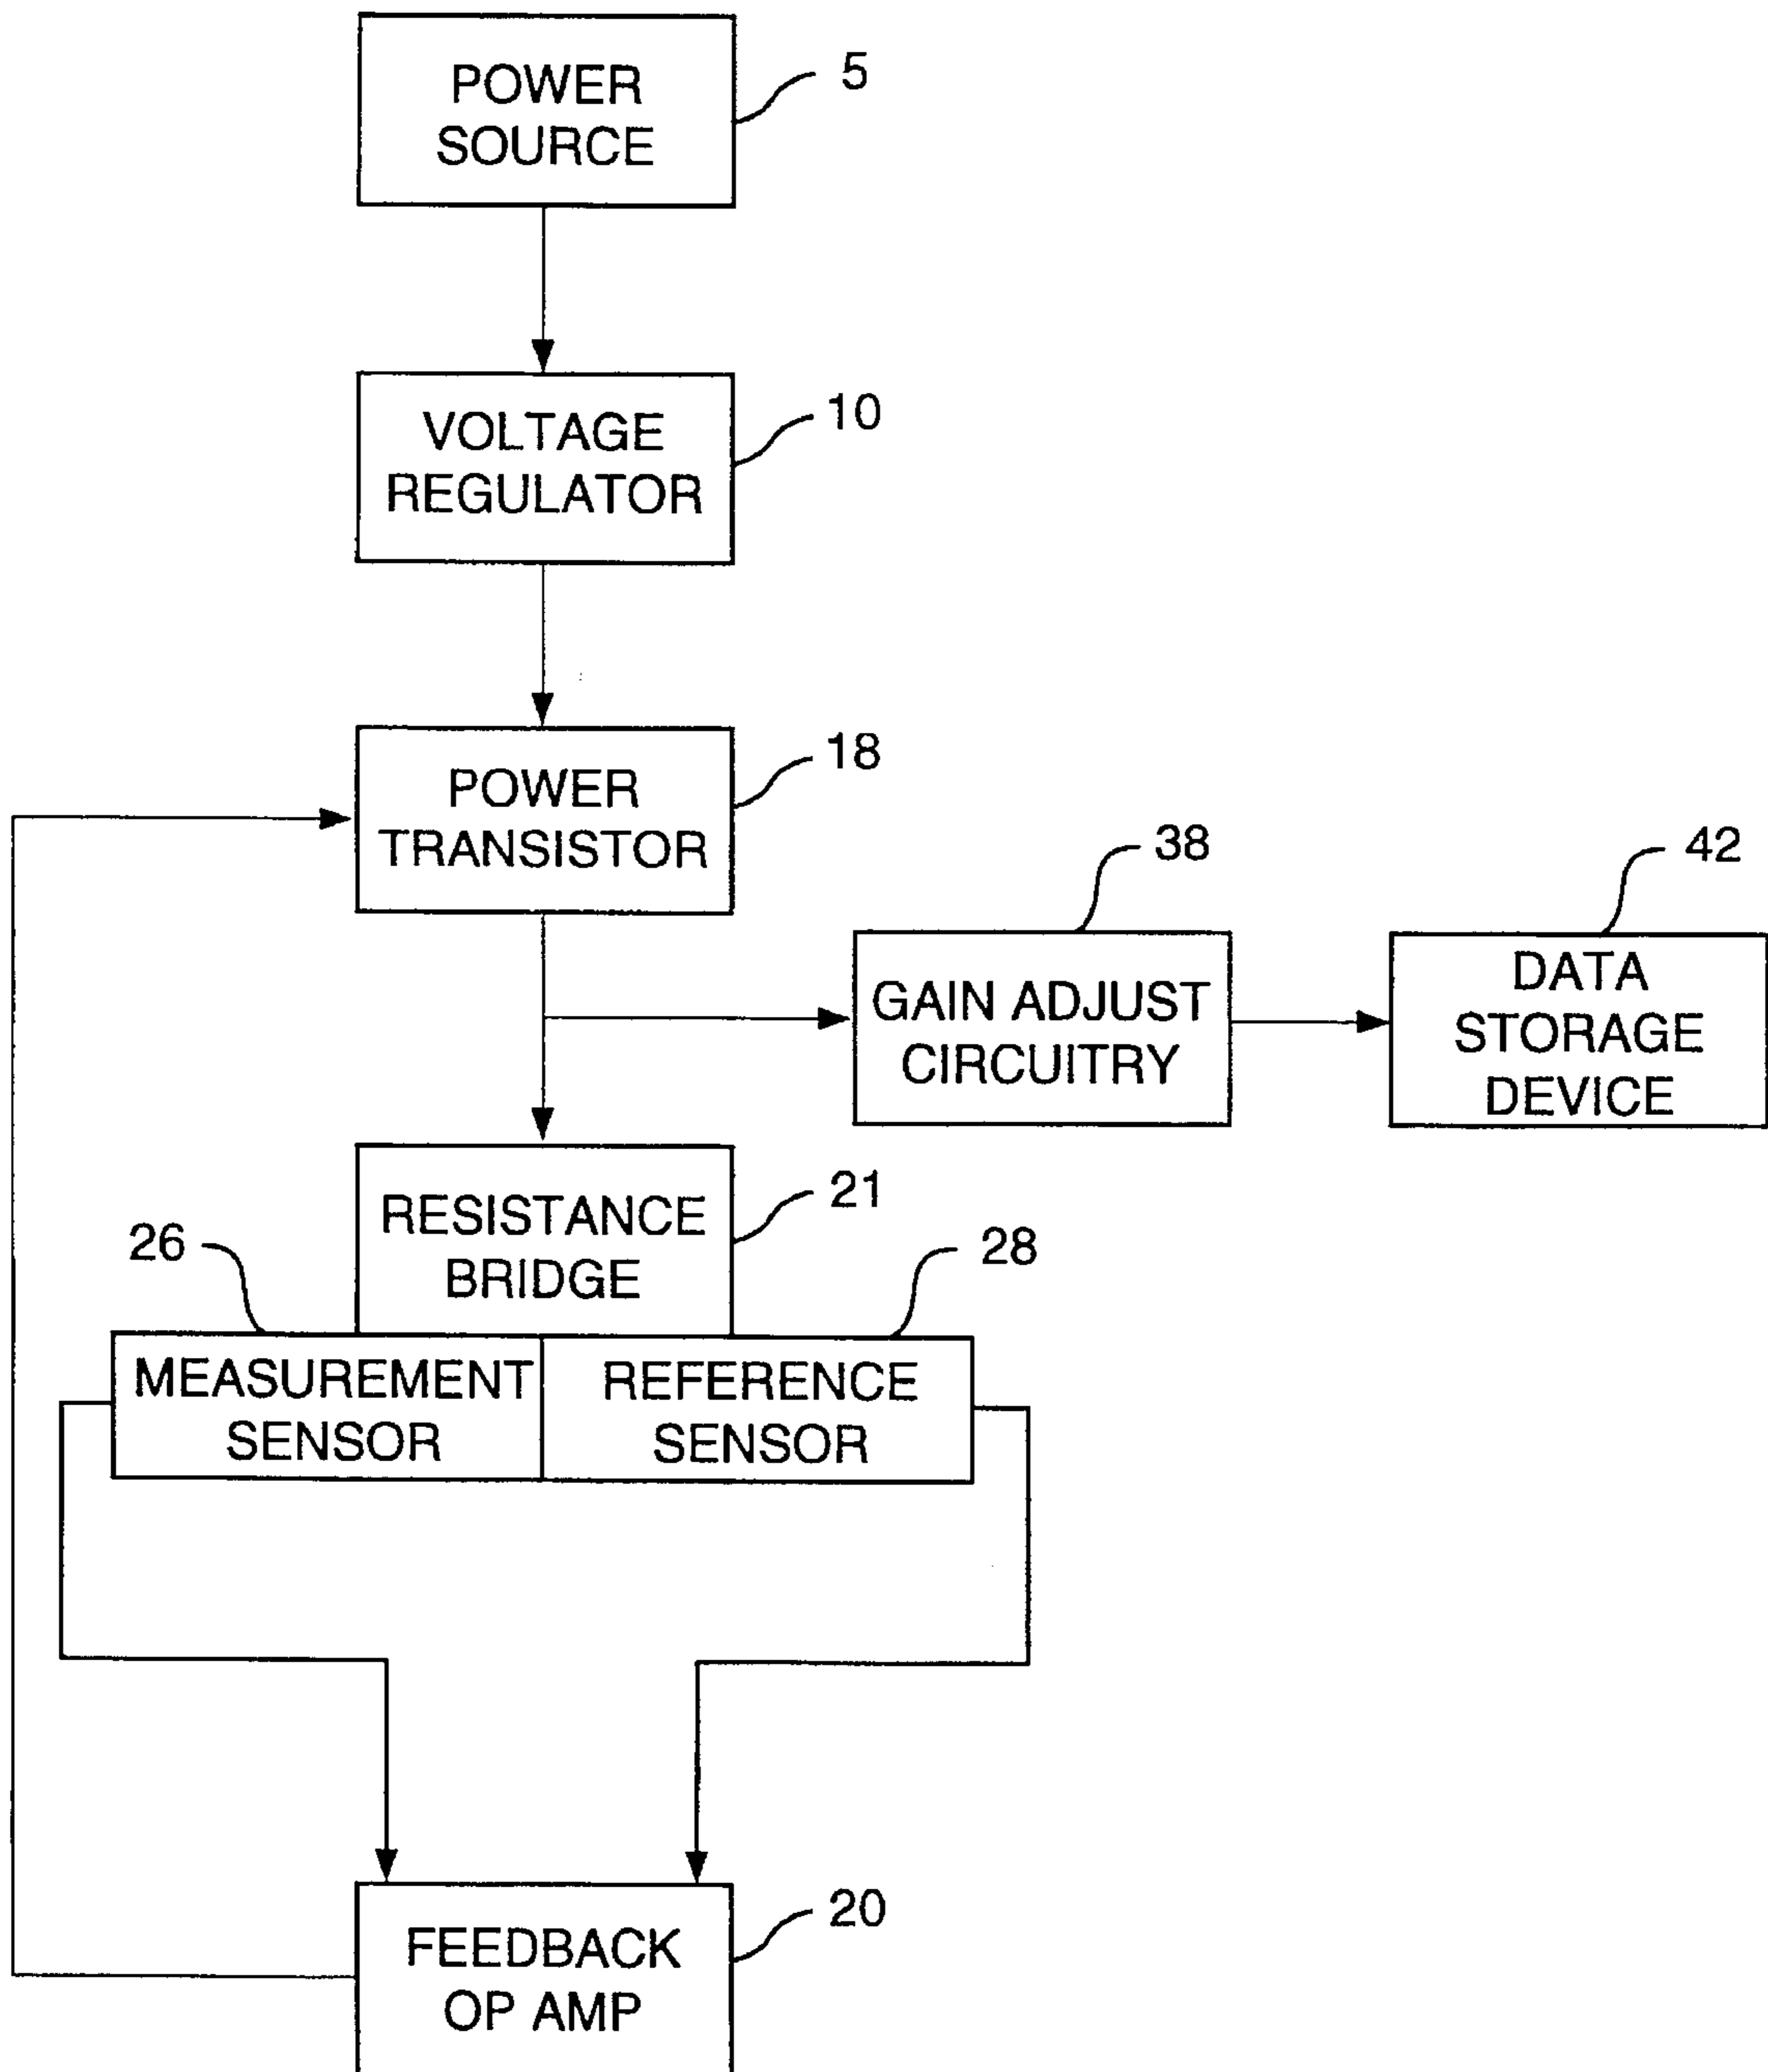 POWER
SOURCE
5
VOLTAGE
REGULATOR
10
POWER
TRANSISTOR
18
GAIN ADJUST
CIRCUITRY
38
DATA
STORAGE
DEVICE
42
RESISTANCE
BRIDGE
21
26
28
MEASUREMENT
SENSOR
REFERENCE
SENSOR
FEEDBACK
OP AMP
20